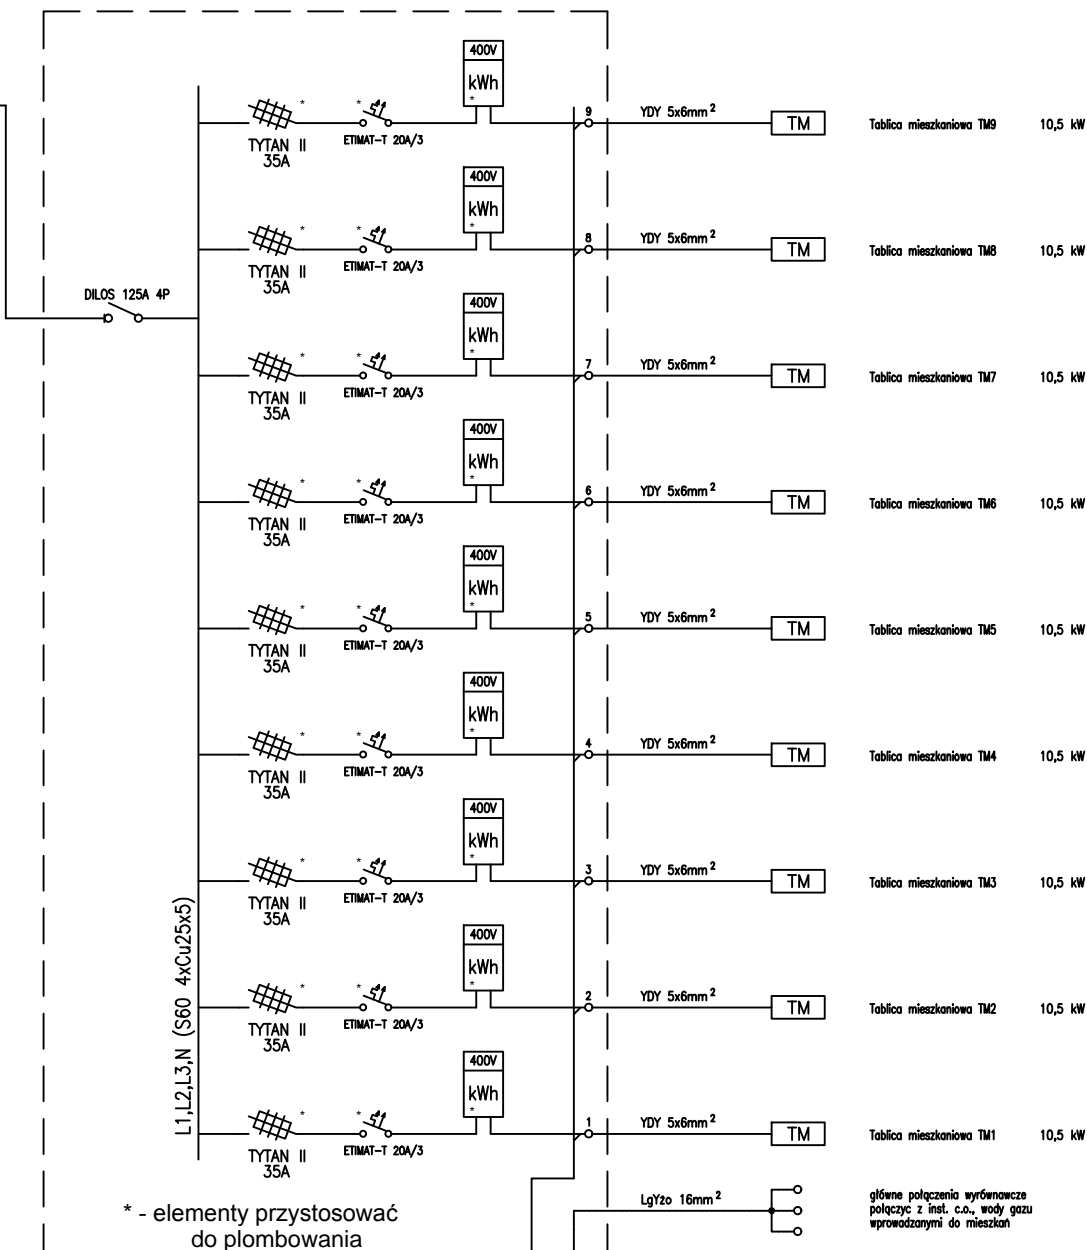 400V
kWh
*
* *
TYTAN II
35A
ETIMAT-T 20A/3
9
YDY 5x6mm²
TM
Tablica mieszkaniowa TM9
10,5 kW
400V
kWh
*
* *
TYTAN II
35A
ETIMAT-T 20A/3
8
YDY 5x6mm²
TM
Tablica mieszkaniowa TM8
10,5 kW
DILOS 125A 4P
400V
kWh
*
* *
TYTAN II
35A
ETIMAT-T 20A/3
7
YDY 5x6mm²
TM
Tablica mieszkaniowa TM7
10,5 kW
400V
kWh
*
* *
TYTAN II
35A
ETIMAT-T 20A/3
6
YDY 5x6mm²
TM
Tablica mieszkaniowa TM6
10,5 kW
400V
kWh
*
* *
TYTAN II
35A
ETIMAT-T 20A/3
5
YDY 5x6mm²
TM
Tablica mieszkaniowa TM5
10,5 kW
400V
kWh
*
* *
TYTAN II
35A
ETIMAT-T 20A/3
4
YDY 5x6mm²
TM
Tablica mieszkaniowa TM4
10,5 kW
400V
kWh
*
* *
TYTAN II
35A
ETIMAT-T 20A/3
3
YDY 5x6mm²
TM
Tablica mieszkaniowa TM3
10,5 kW
400V
kWh
*
* *
TYTAN II
35A
ETIMAT-T 20A/3
2
YDY 5x6mm²
TM
Tablica mieszkaniowa TM2
10,5 kW
400V
kWh
*
* *
TYTAN II
35A
ETIMAT-T 20A/3
1
YDY 5x6mm²
TM
Tablica mieszkaniowa TM1
10,5 kW
L1,L2,L3,N (S60 4xCu25x5)
* - elementy przystosować
do plombowania
LgYżo 16mm²
główne połączenia wyrównawcze
połączyc z inst. c.o., wody gazu
wprowadzanymi do mieszkań